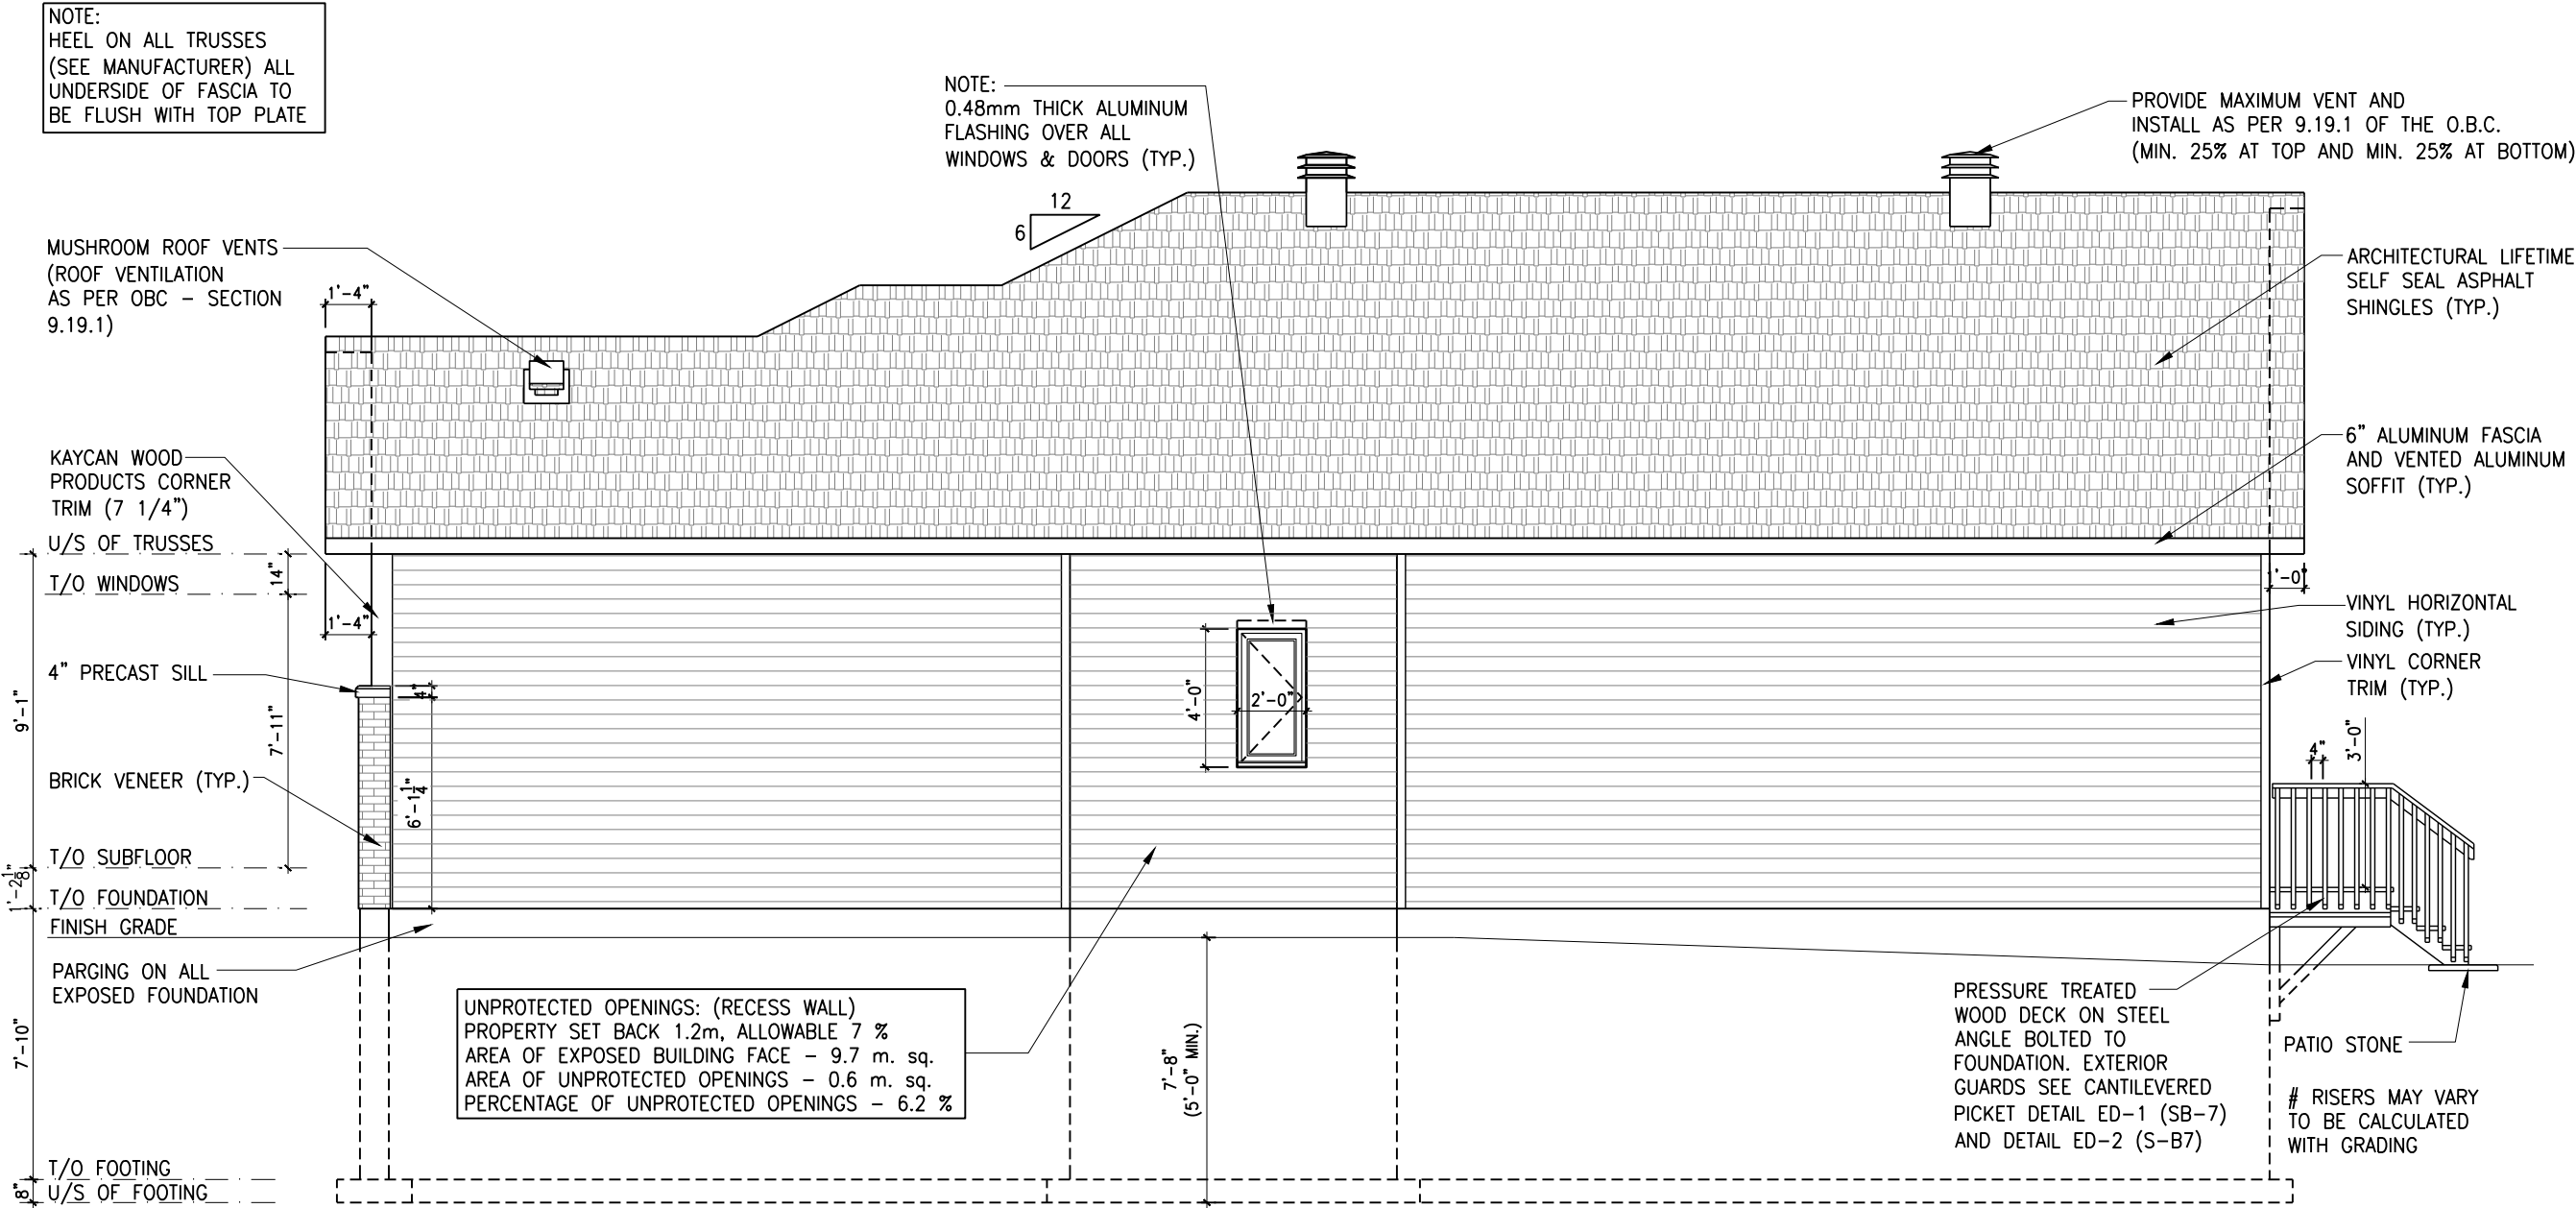 NOTE:
HEEL ON ALL TRUSSES
(SEE MANUFACTURER) ALL
UNDERSIDE OF FASCIA TO
BE FLUSH WITH TOP PLATE
NOTE:
0.48mm THICK ALUMINUM
FLASHING OVER ALL
WINDOWS & DOORS (TYP.)
PROVIDE MAXIMUM VENT AND
INSTALL AS PER 9.19.1 OF THE O.B.C.
(MIN. 25% AT TOP AND MIN. 25% AT BOTTOM)
12
6
MUSHROOM ROOF VENTS
(ROOF VENTILATION
AS PER OBC - SECTION
9.19.1)
1'-4"
ARCHITECTURAL LIFETIME
SELF SEAL ASPHALT
SHINGLES (TYP.)
KAYCAN WOOD
PRODUCTS CORNER
TRIM (7 1/4")
6" ALUMINUM FASCIA
AND VENTED ALUMINUM
SOFFIT (TYP.)
U/S OF TRUSSES
14"
T/O WINDOWS
1'-0"
1'-4"
VINYL HORIZONTAL
SIDING (TYP.)
4" PRECAST SILL
4"
VINYL CORNER
TRIM (TYP.)
9'-1"
7'-11"
4'-0"
2'-0"
4"
3'-0"
BRICK VENEER (TYP.)
6'-1 1/4"
T/O SUBFLOOR
1'-2 1/8"
T/O FOUNDATION
FINISH GRADE
PARGING ON ALL
EXPOSED FOUNDATION
UNPROTECTED OPENINGS: (RECESS WALL)
PROPERTY SET BACK 1.2m, ALLOWABLE 7 %
AREA OF EXPOSED BUILDING FACE - 9.7 m. sq.
AREA OF UNPROTECTED OPENINGS - 0.6 m. sq.
PERCENTAGE OF UNPROTECTED OPENINGS - 6.2 %
7'-10"
7'-8"
(5'-0" MIN.)
PRESSURE TREATED
WOOD DECK ON STEEL
ANGLE BOLTED TO
FOUNDATION. EXTERIOR
GUARDS SEE CANTILEVERED
PICKET DETAIL ED-1 (SB-7)
AND DETAIL ED-2 (S-B7)
PATIO STONE
# RISERS MAY VARY
TO BE CALCULATED
WITH GRADING
T/O FOOTING
8"
U/S OF FOOTING